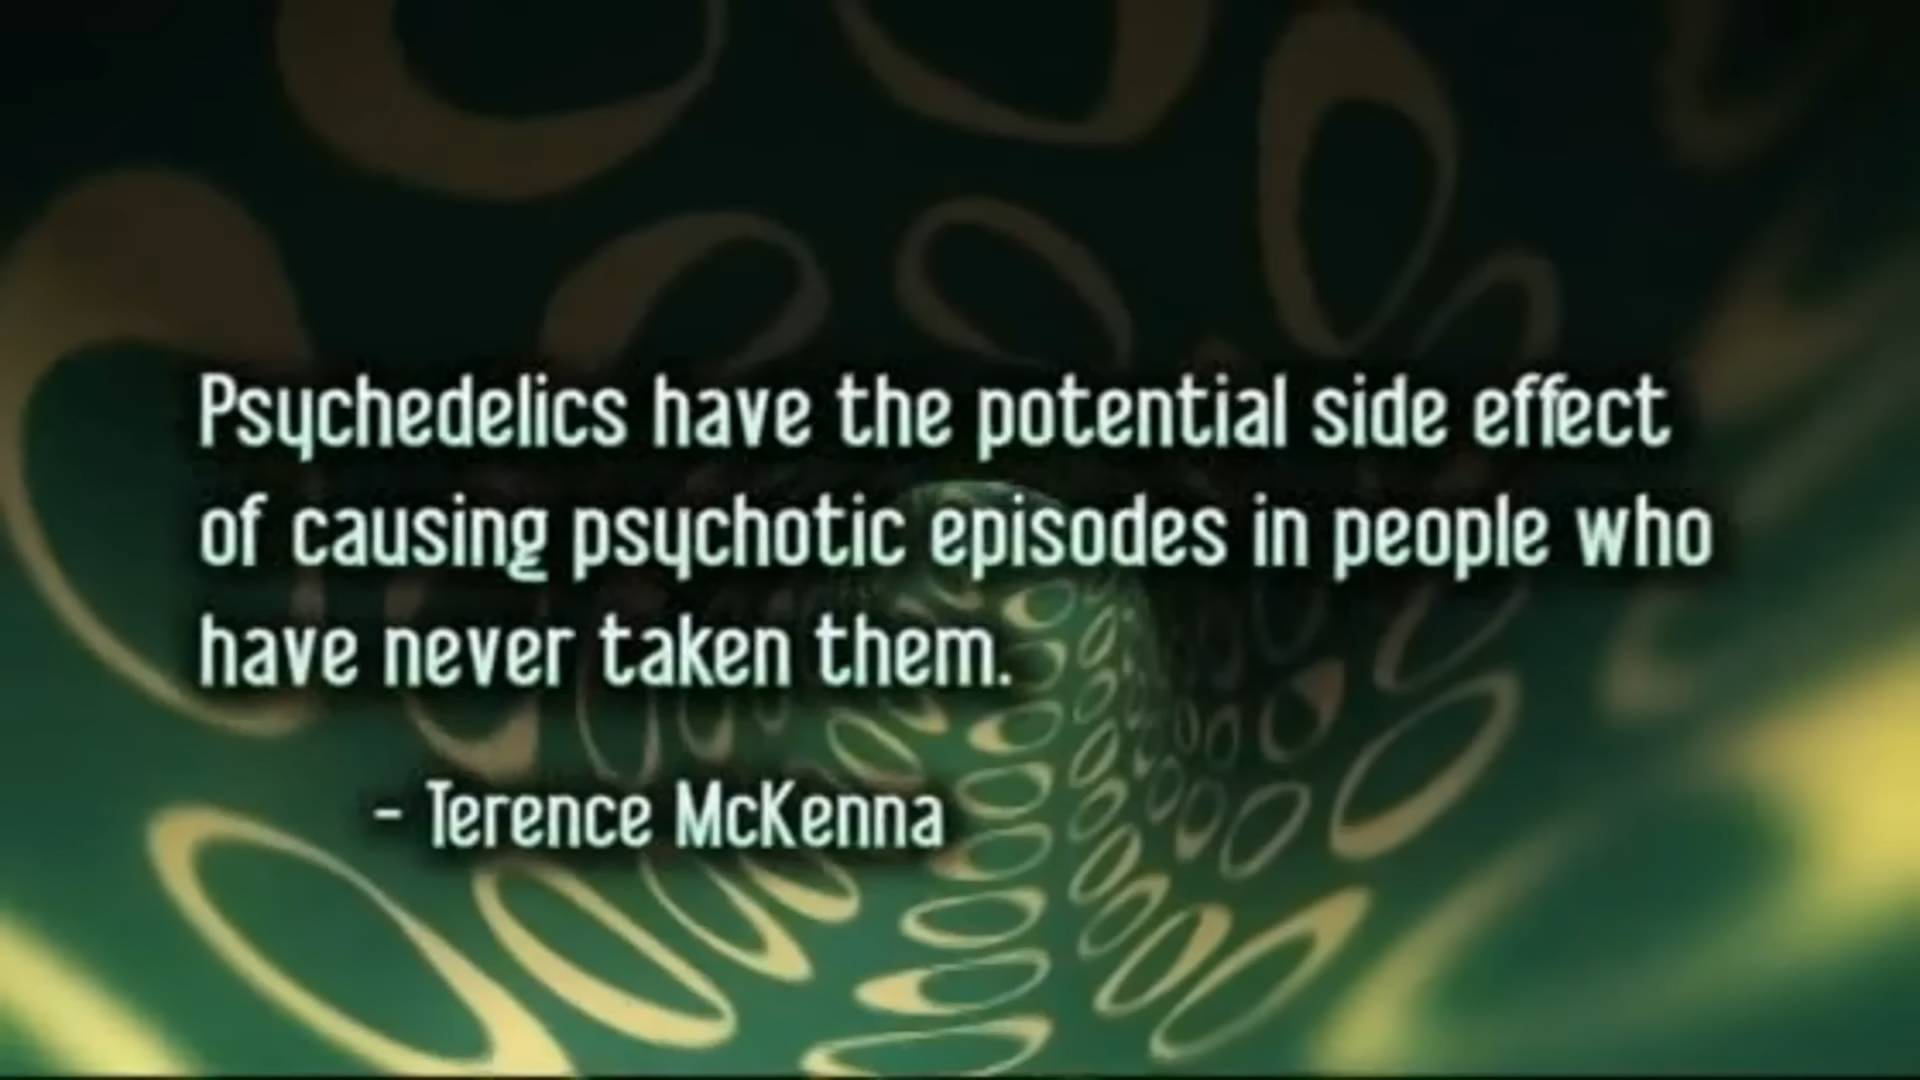 Psychedelics have the potential side effect
of causing psychotic episodes in people who
have never taken them.
- Terence McKenna